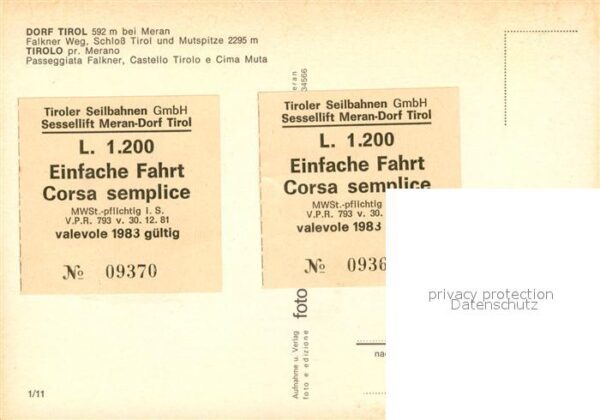 DORF TIROL 592 m bei Meran
Falkner Weg, Schloß Tirol und Mutspitze 2295 m
TIROLO pr. Merano
Passeggiata Falkner, Castello Tirolo e Cima Muta
Tiroler Seilbahnen GmbH
Sessellift Meran-Dorf Tirol
L. 1.200
Einfache Fahrt
Corsa semplice
MWSt.-pflichtig i. S.
V.P.R. 793 v. 30. 12. 81
valevole 1983 gültig
№ 09370
Tiroler Seilbahnen GmbH
Sessellift Meran-Dorf Tirol
L. 1.200
Einfache Fahrt
Corsa semplice
MWSt.-pflichtig
V.P.R. 793 v. 30.
valevole 1983
№ 
Aufnahme u. Verlag
foto e edizione
foto
34566
privacy protection
Datenschutz
1/11